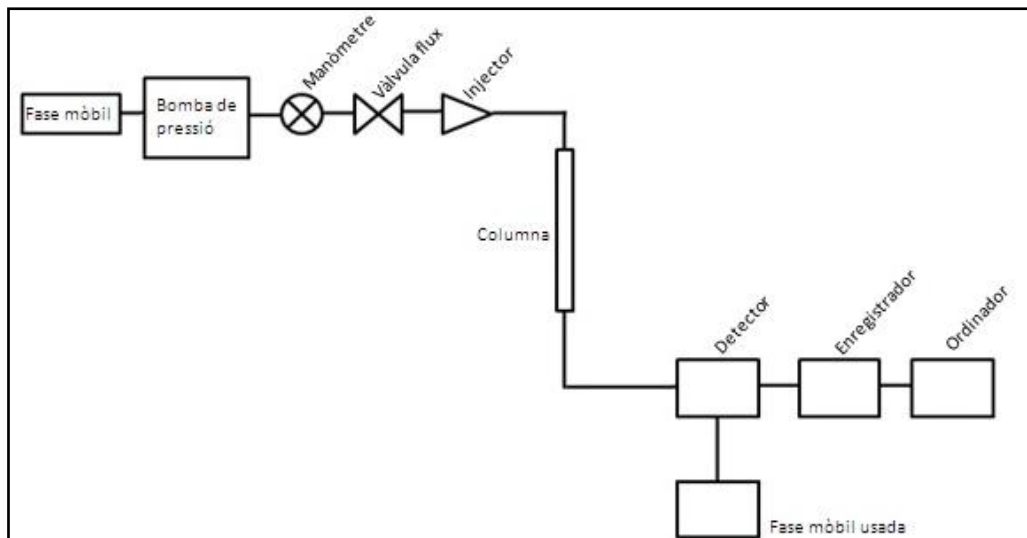 Fase mòbil
Bomba de
pressió
Manòmetre
Vàlvula flux
Injector
Columna
Detector
Enregistrador
Ordinador
Fase mòbil usada